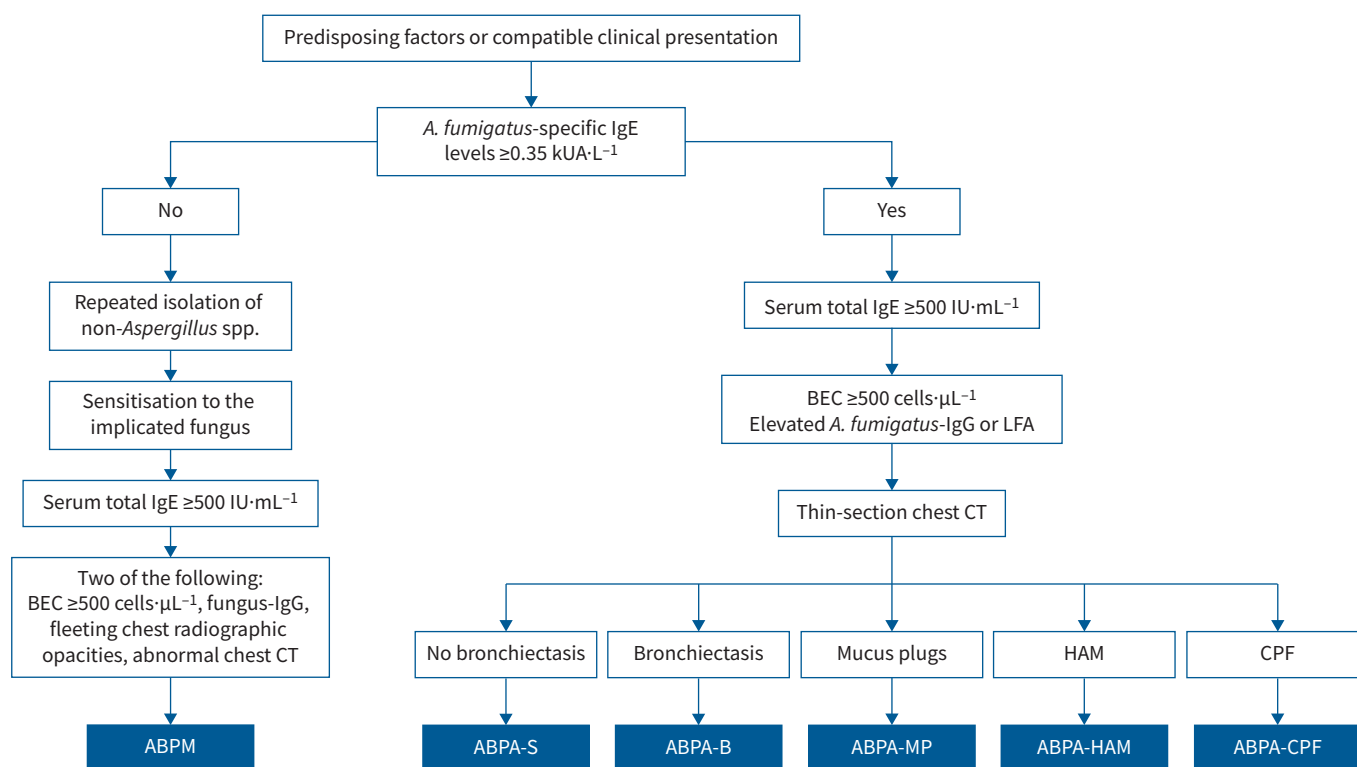 Predisposing factors or compatible clinical presentation
A. fumigatus-specific IgE
levels ≥0.35 kUA·L⁻¹
No
Yes
Repeated isolation of
non-Aspergillus spp.
Sensitisation to the
implicated fungus
Serum total IgE ≥500 IU·mL⁻¹
Two of the following:
BEC ≥500 cells·µL⁻¹, fungus-IgG,
fleeting chest radiographic
opacities, abnormal chest CT
ABPM
Serum total IgE ≥500 IU·mL⁻¹
BEC ≥500 cells·µL⁻¹
Elevated A. fumigatus-IgG or LFA
Thin-section chest CT
No bronchiectasis
Bronchiectasis
Mucus plugs
HAM
CPF
ABPA-S
ABPA-B
ABPA-MP
ABPA-HAM
ABPA-CPF